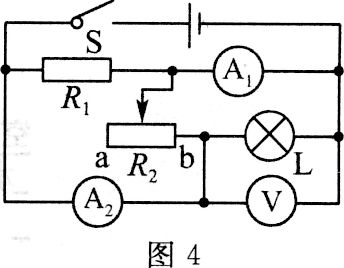 S
A₁
R₁
a R₂ b L
A₂ V
图 4